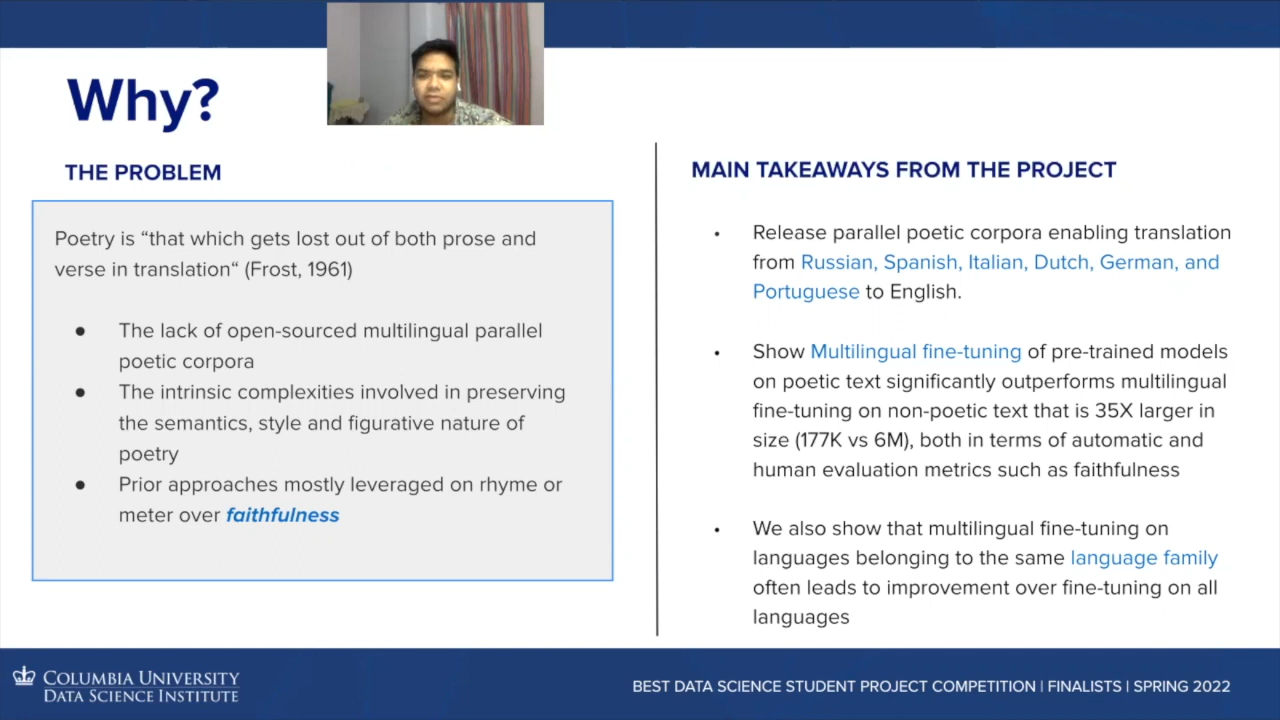 Why?
THE PROBLEM
Poetry is “that which gets lost out of both prose and
verse in translation“ (Frost, 1961)
● The lack of open-sourced multilingual parallel
poetic corpora
● The intrinsic complexities involved in preserving
the semantics, style and figurative nature of
poetry
● Prior approaches mostly leveraged on rhyme or
meter over faithfulness
MAIN TAKEAWAYS FROM THE PROJECT
• Release parallel poetic corpora enabling translation
from Russian, Spanish, Italian, Dutch, German, and
Portuguese to English.
• Show Multilingual fine-tuning of pre-trained models
on poetic text significantly outperforms multilingual
fine-tuning on non-poetic text that is 35X larger in
size (177K vs 6M), both in terms of automatic and
human evaluation metrics such as faithfulness
• We also show that multilingual fine-tuning on
languages belonging to the same language family
often leads to improvement over fine-tuning on all
languages
COLUMBIA UNIVERSITY
DATA SCIENCE INSTITUTE
BEST DATA SCIENCE STUDENT PROJECT COMPETITION | FINALISTS | SPRING 2022